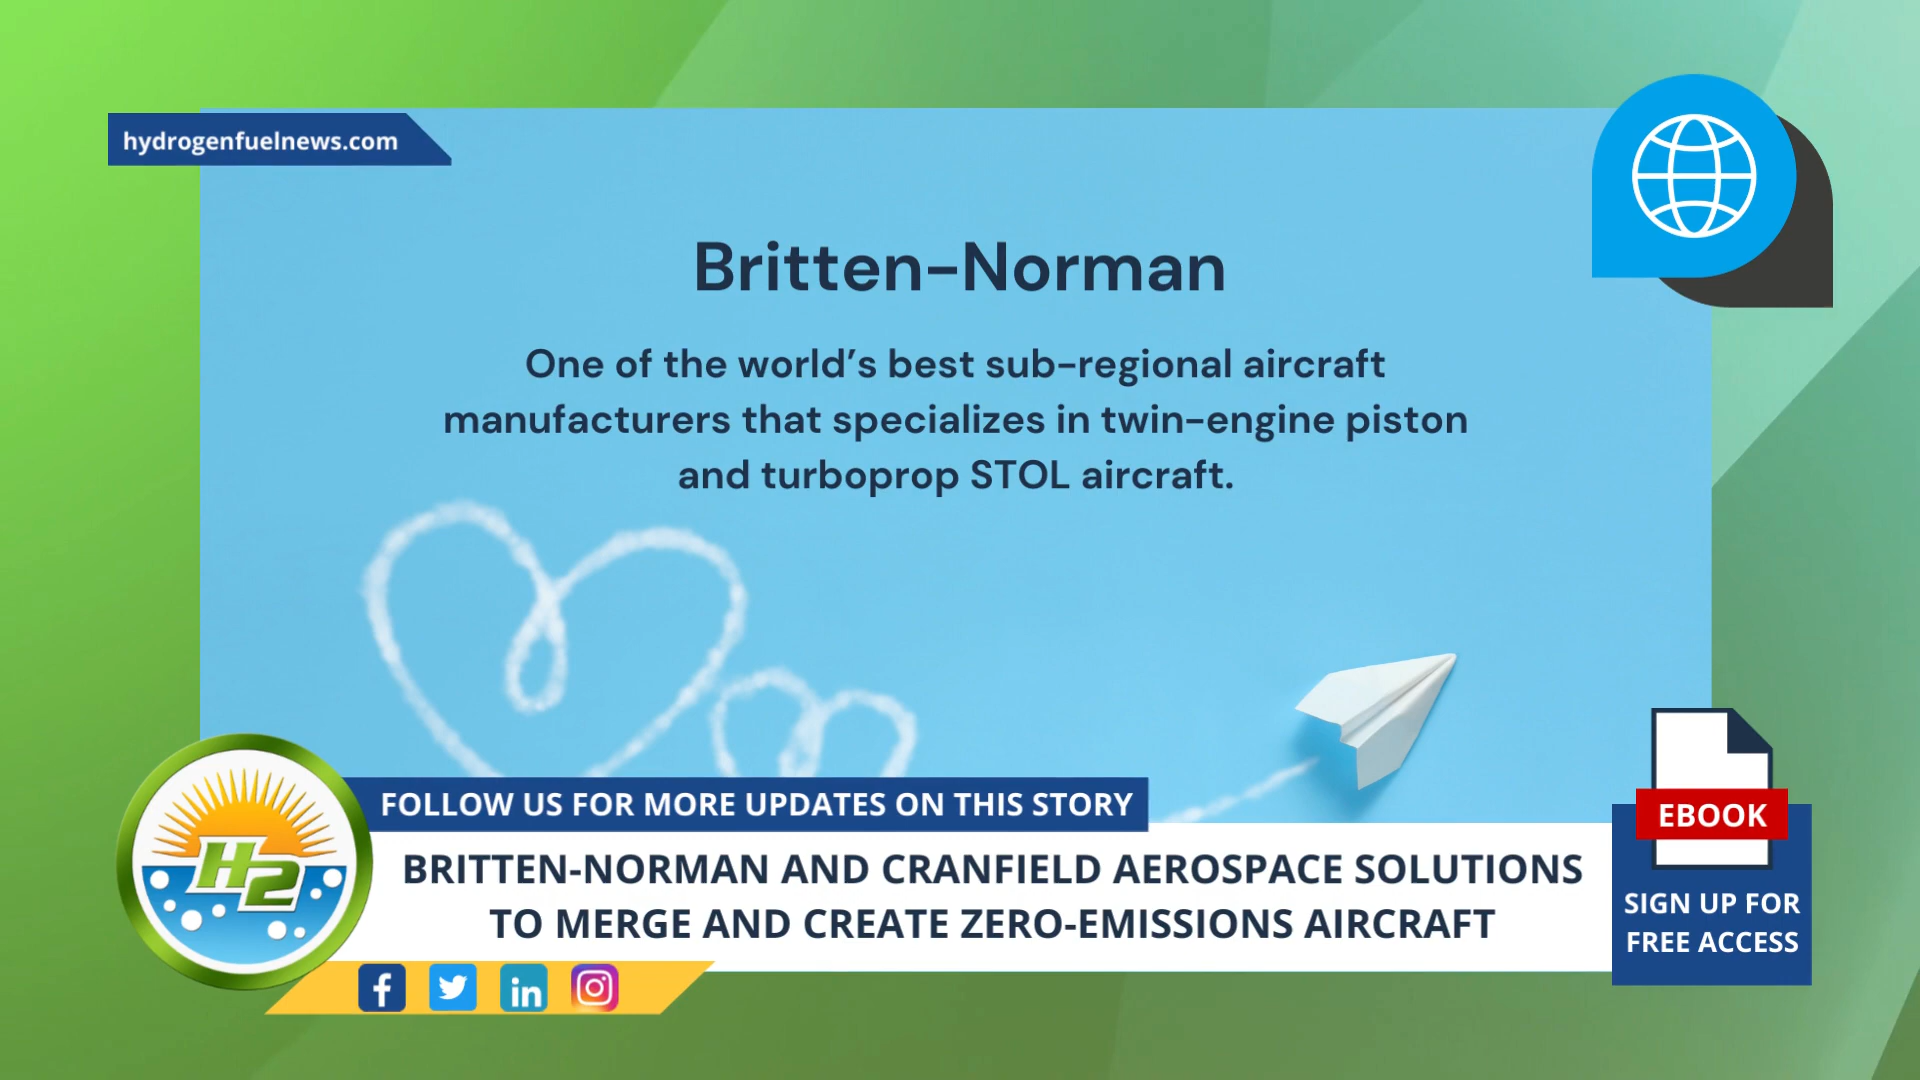 hydrogenfuelnews.com
Britten-Norman
One of the world’s best sub-regional aircraft
manufacturers that specializes in twin-engine piston
and turboprop STOL aircraft.
FOLLOW US FOR MORE UPDATES ON THIS STORY
BRITTEN-NORMAN AND CRANFIELD AEROSPACE SOLUTIONS
TO MERGE AND CREATE ZERO-EMISSIONS AIRCRAFT
H2
EBOOK
SIGN UP FOR
FREE ACCESS